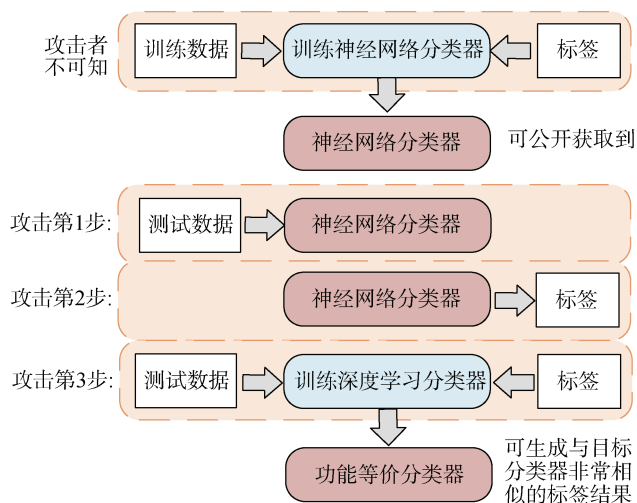 攻击者
不可知
训练数据
训练神经网络分类器
标签
神经网络分类器
可公开获取到
攻击第1步:
测试数据
神经网络分类器
攻击第2步:
神经网络分类器
标签
攻击第3步:
测试数据
训练深度学习分类器
标签
功能等价分类器
可生成与目标
分类器非常相
似的标签结果